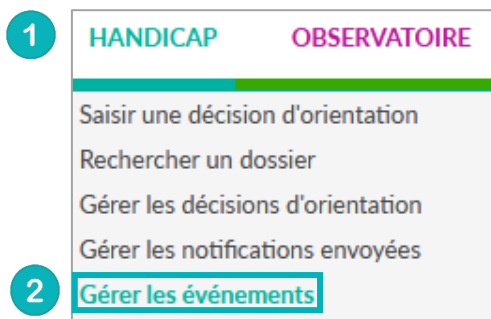 1 HANDICAP OBSERVATOIRE
Saisir une décision d'orientation
Rechercher un dossier
Gérer les décisions d'orientation
Gérer les notifications envoyées
2 Gérer les événements